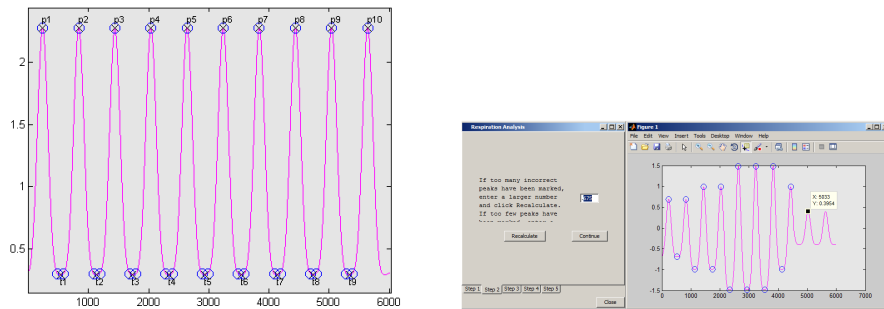 p1 p2 p3 p4 p5 p6 p7 p8 p9 p10
2
1.5
1
0.5
t1 t2 t3 t4 t5 t6 t7 t8 t9
1000 2000 3000 4000 5000 6000
Respiration Analysis
If too many incorrect
peaks have been marked,
enter a larger number
and click Recalculate.
If too few peaks have
Recalculate Continue
Step 1 Step 2 Step 3 Step 4 Step 5
Close
Figure 1
File Edit View Insert Tools Desktop Window Help
1.5
1
0.5
0
-0.5
-1
-1.5
X: 5033
Y: 0.3954
0 1000 2000 3000 4000 5000 6000 7000